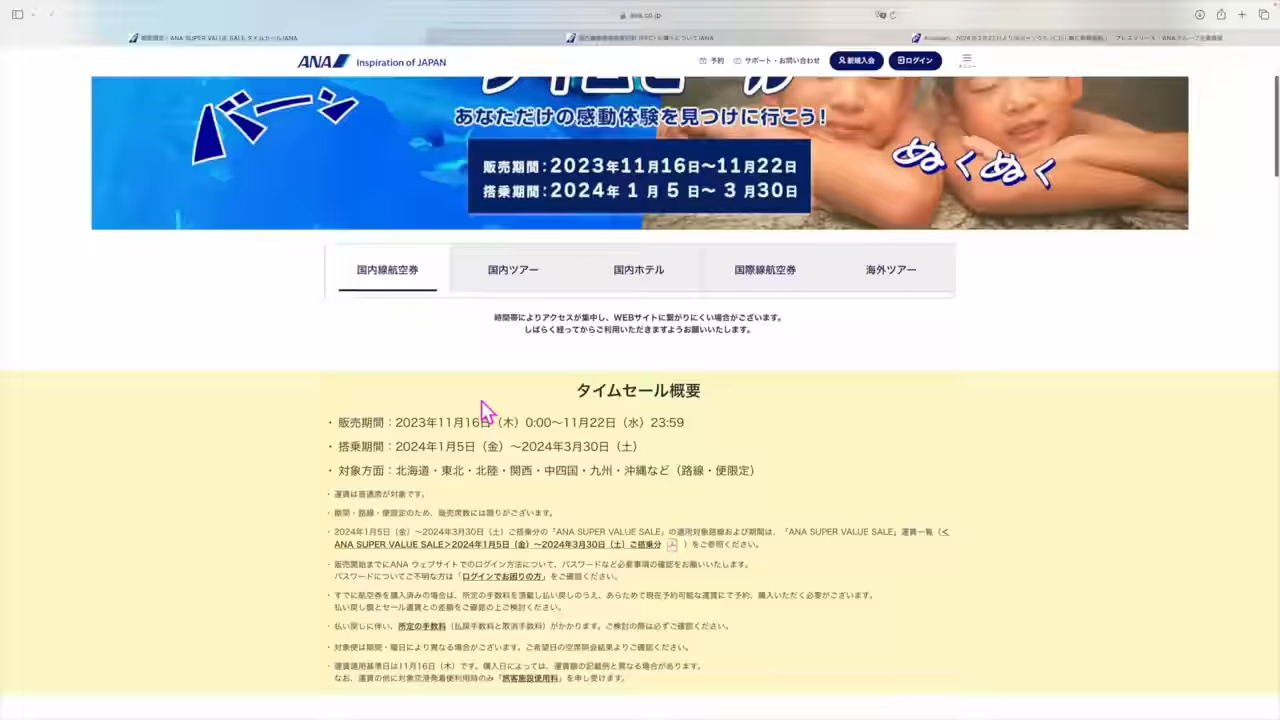 ana.co.jp
ANA SUPER VALUE SALE タイムセール|ANA
ANA Inspiration of JAPAN
予約
サポート・お問い合わせ
新規入会
ログイン
メニュー
バーン
あなただけの感動体験を見つけに行こう！
ぬくぬく
販売期間：2023年11月16日〜11月22日
搭乗期間：2024年 1 月 5 日〜 3 月30日
国内線航空券
国内ツアー
国内ホテル
国際線航空券
海外ツアー
時間帯によりアクセスが集中し、WEBサイトに繋がりにくい場合がございます。
しばらく経ってからご利用いただきますようお願いいたします。
タイムセール概要
・ 販売期間：2023年11月16日（木）0:00〜11月22日（水）23:59
・ 搭乗期間：2024年1月5日（金）〜2024年3月30日（土）
・ 対象方面：北海道・東北・北陸・関西・中四国・九州・沖縄など（路線・便限定）
・ 運賃は普通席が対象です。
・ 期間・路線・便限定のため、販売席数には限りがございます。
・ 2024年1月5日（金）〜2024年3月30日（土）ご搭乗分の「ANA SUPER VALUE SALE」の適用対象路線および期間は、「ANA SUPER VALUE SALE」運賃一覧（＜
ANA SUPER VALUE SALE＞2024年1月5日（金）〜2024年3月30日（土）ご搭乗分 ）をご参照ください。
・ 販売開始までにANA ウェブサイトでのログイン方法について、パスワードなど必要事項の確認をお願いいたします。
パスワードについてご不明な方は「ログインでお困りの方」をご確認ください。
・ すでに航空券を購入済みの場合は、所定の手数料を頂戴し払い戻しのうえ、あらためて現在予約可能な運賃にて予約、購入いただく必要がございます。
払い戻し額とセール運賃との差額をご確認の上ご検討ください。
・ 払い戻しに伴い、所定の手数料（払戻手数料と取消手数料）がかかります。ご検討の際は必ずご確認ください。
・ 対象便は期間・曜日により異なる場合がございます。ご希望日の空席照会結果よりご確認ください。
・ 運賃適用基準日は11月16日（木）です。購入日によっては、運賃額の記載例と異なる場合があります。
なお、運賃の他に対象空港発着便利用時のみ「旅客施設使用料」を申し受けます。